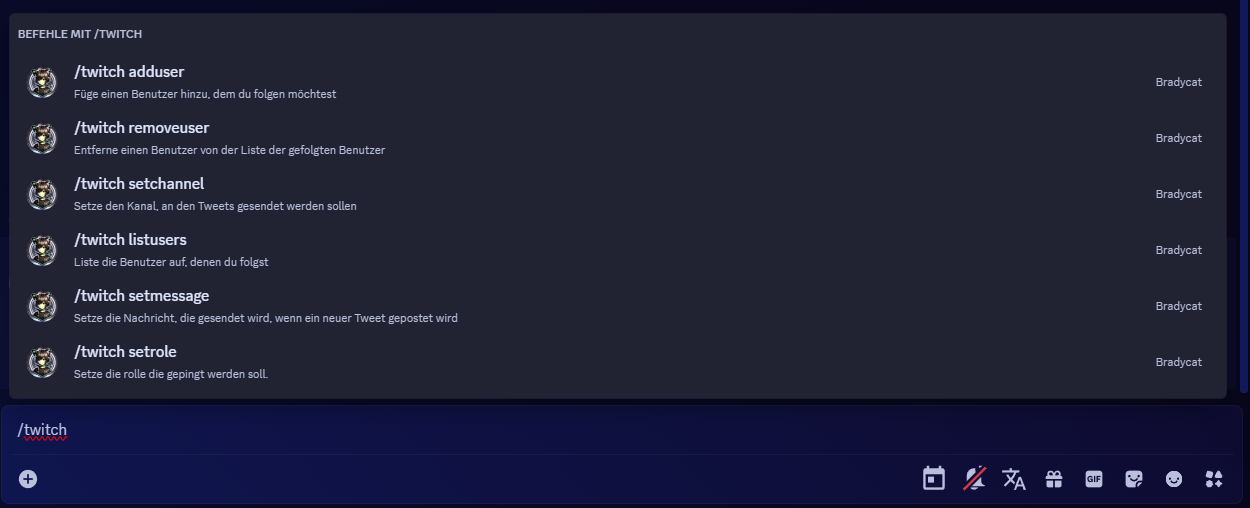 BEFEHLE MIT /TWITCH
/twitch adduser
Füge einen Benutzer hinzu, dem du folgen möchtest
Bradycat
/twitch removeuser
Entferne einen Benutzer von der Liste der gefolgten Benutzer
Bradycat
/twitch setchannel
Setze den Kanal, an den Tweets gesendet werden sollen
Bradycat
/twitch listusers
Liste die Benutzer auf, denen du folgst
Bradycat
/twitch setmessage
Setze die Nachricht, die gesendet wird, wenn ein neuer Tweet gepostet wird
Bradycat
/twitch setrole
Setze die rolle die gepingt werden soll.
Bradycat
/twitch
GIF